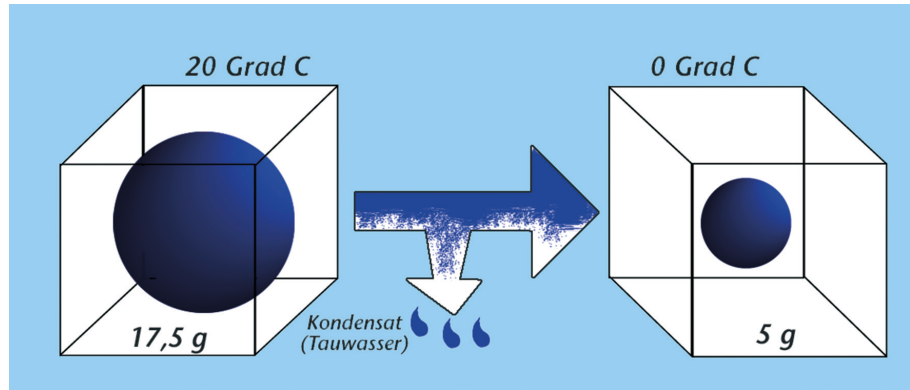 20 Grad C
0 Grad C
Kondensat
(Tauwasser)
17,5 g
5 g